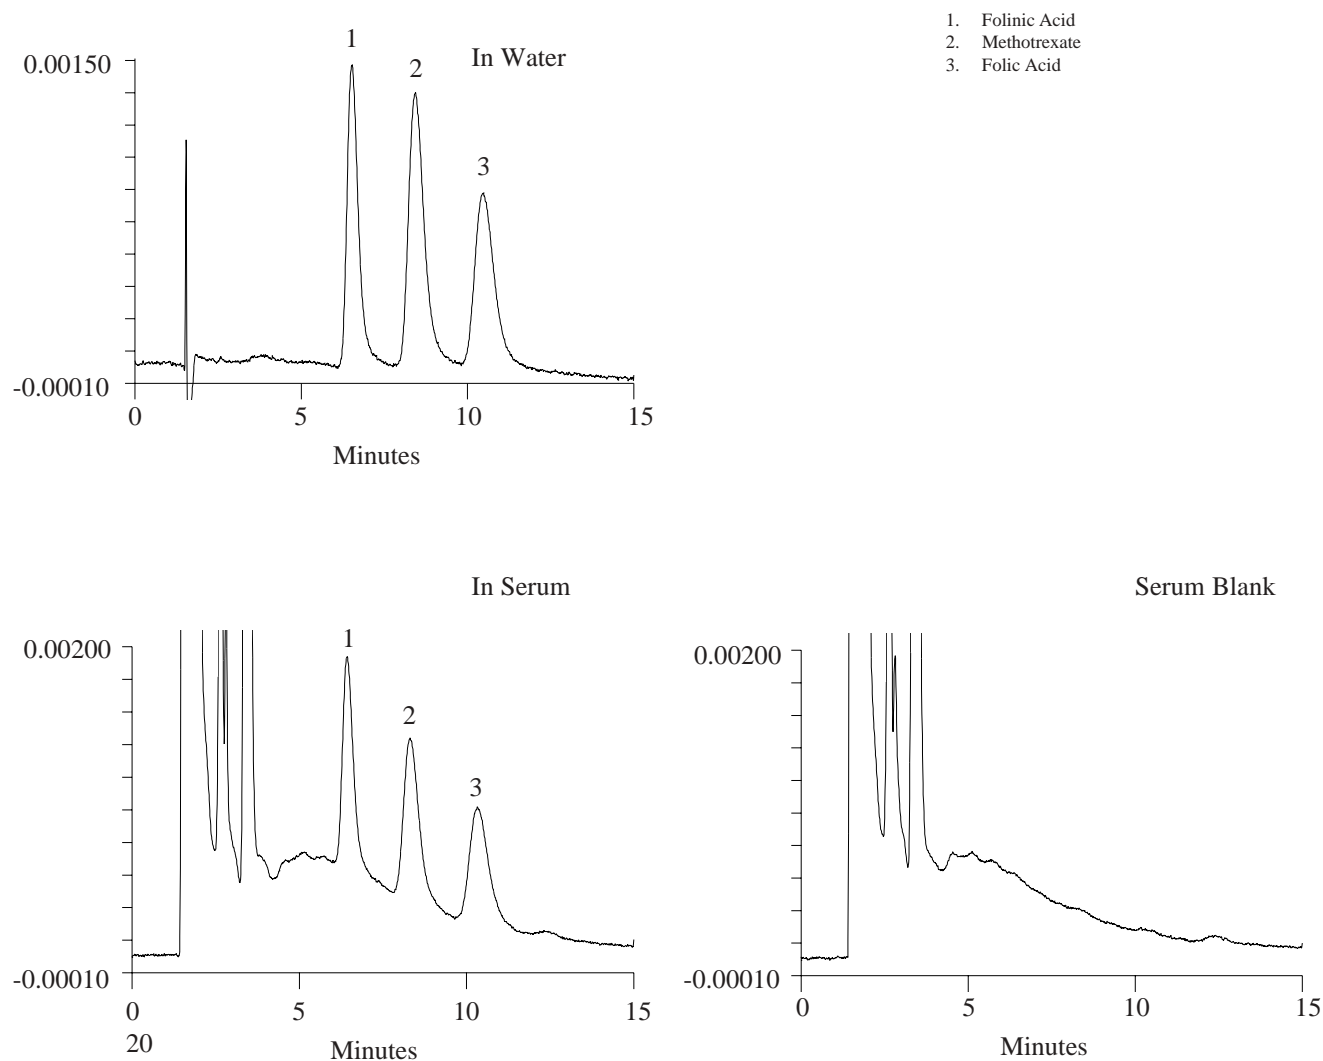 1. Folinic Acid
2. Methotrexate
3. Folic Acid
In Water
0.00150
1
2
3
-0.00010
0 5 10 15
Minutes
In Serum
0.00200
1
2
3
-0.00010
0 5 10 15
20
Minutes
Serum Blank
0.00200
-0.00010
0 5 10 15
Minutes